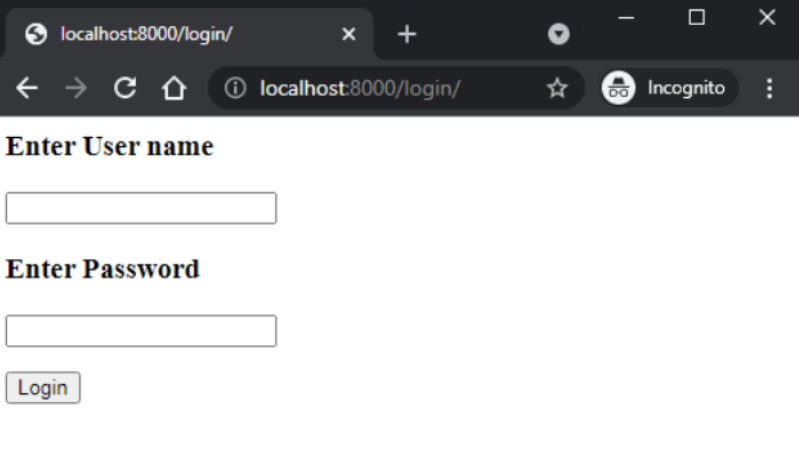 localhost:8000/login/
localhost:8000/login/
Incognito
Enter User name
Enter Password
Login